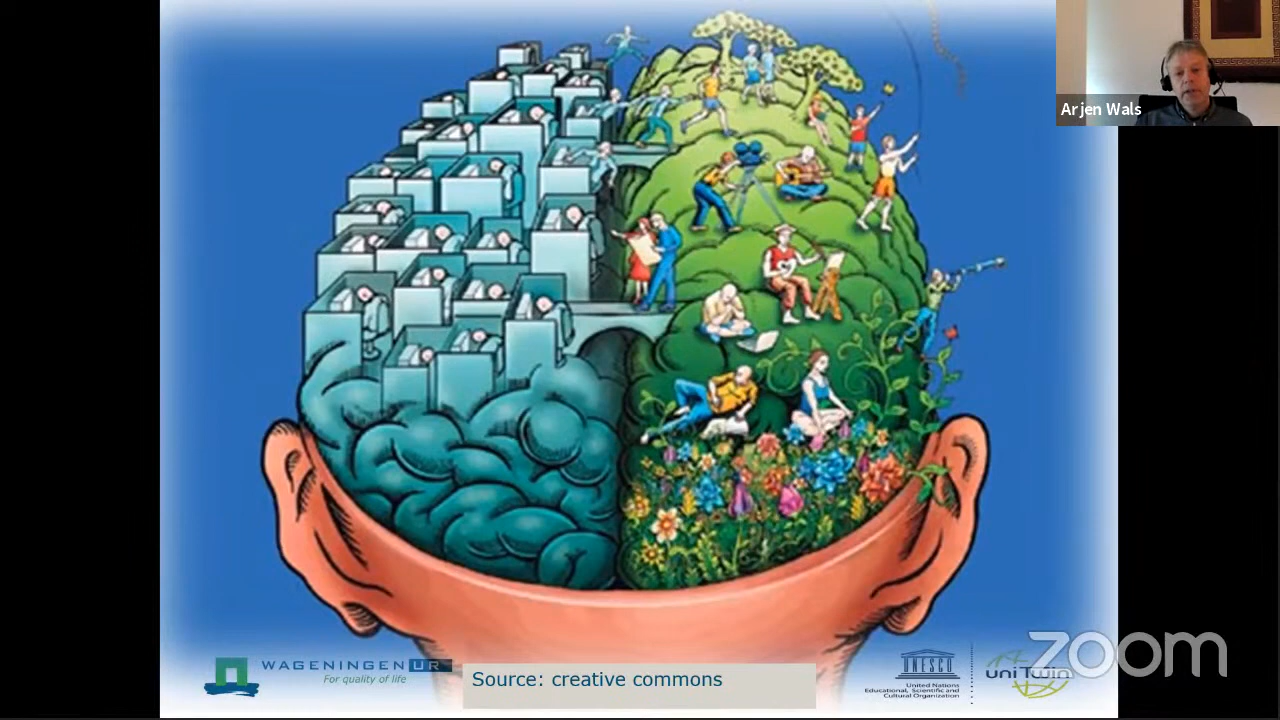 Arjen Wals
WAGENINGEN UR
For quality of life
Source: creative commons
UNESCO
United Nations
Educational, Scientific and
Cultural Organization
uniTwin
zoom